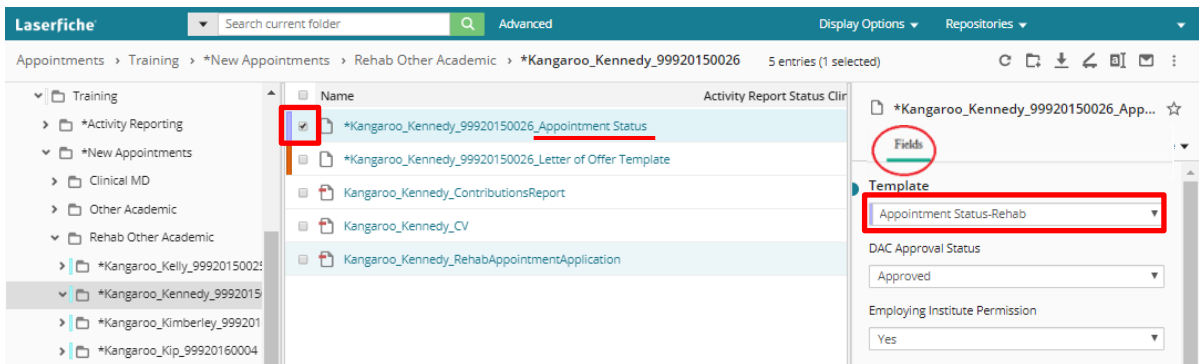 Laserfiche Search current folder Advanced Display Options Repositories
Appointments > Training > *New Appointments > Rehab Other Academic > *Kangaroo_Kennedy_99920150026 5 entries (1 selected)
Training
*Activity Reporting
*New Appointments
Clinical MD
Other Academic
Rehab Other Academic
*Kangaroo_Kelly_9992015002
*Kangaroo_Kennedy_9992015
*Kangaroo_Kimberley_999201
*Kangaroo_Kip_99920160004
Name Activity Report Status Clir
*Kangaroo_Kennedy_99920150026_Appointment Status
*Kangaroo_Kennedy_99920150026_Letter of Offer Template
Kangaroo_Kennedy_ContributionsReport
Kangaroo_Kennedy_CV
Kangaroo_Kennedy_RehabAppointmentApplication
*Kangaroo_Kennedy_99920150026_App...
Fields
Template
Appointment Status-Rehab
DAC Approval Status
Approved
Employing Institute Permission
Yes